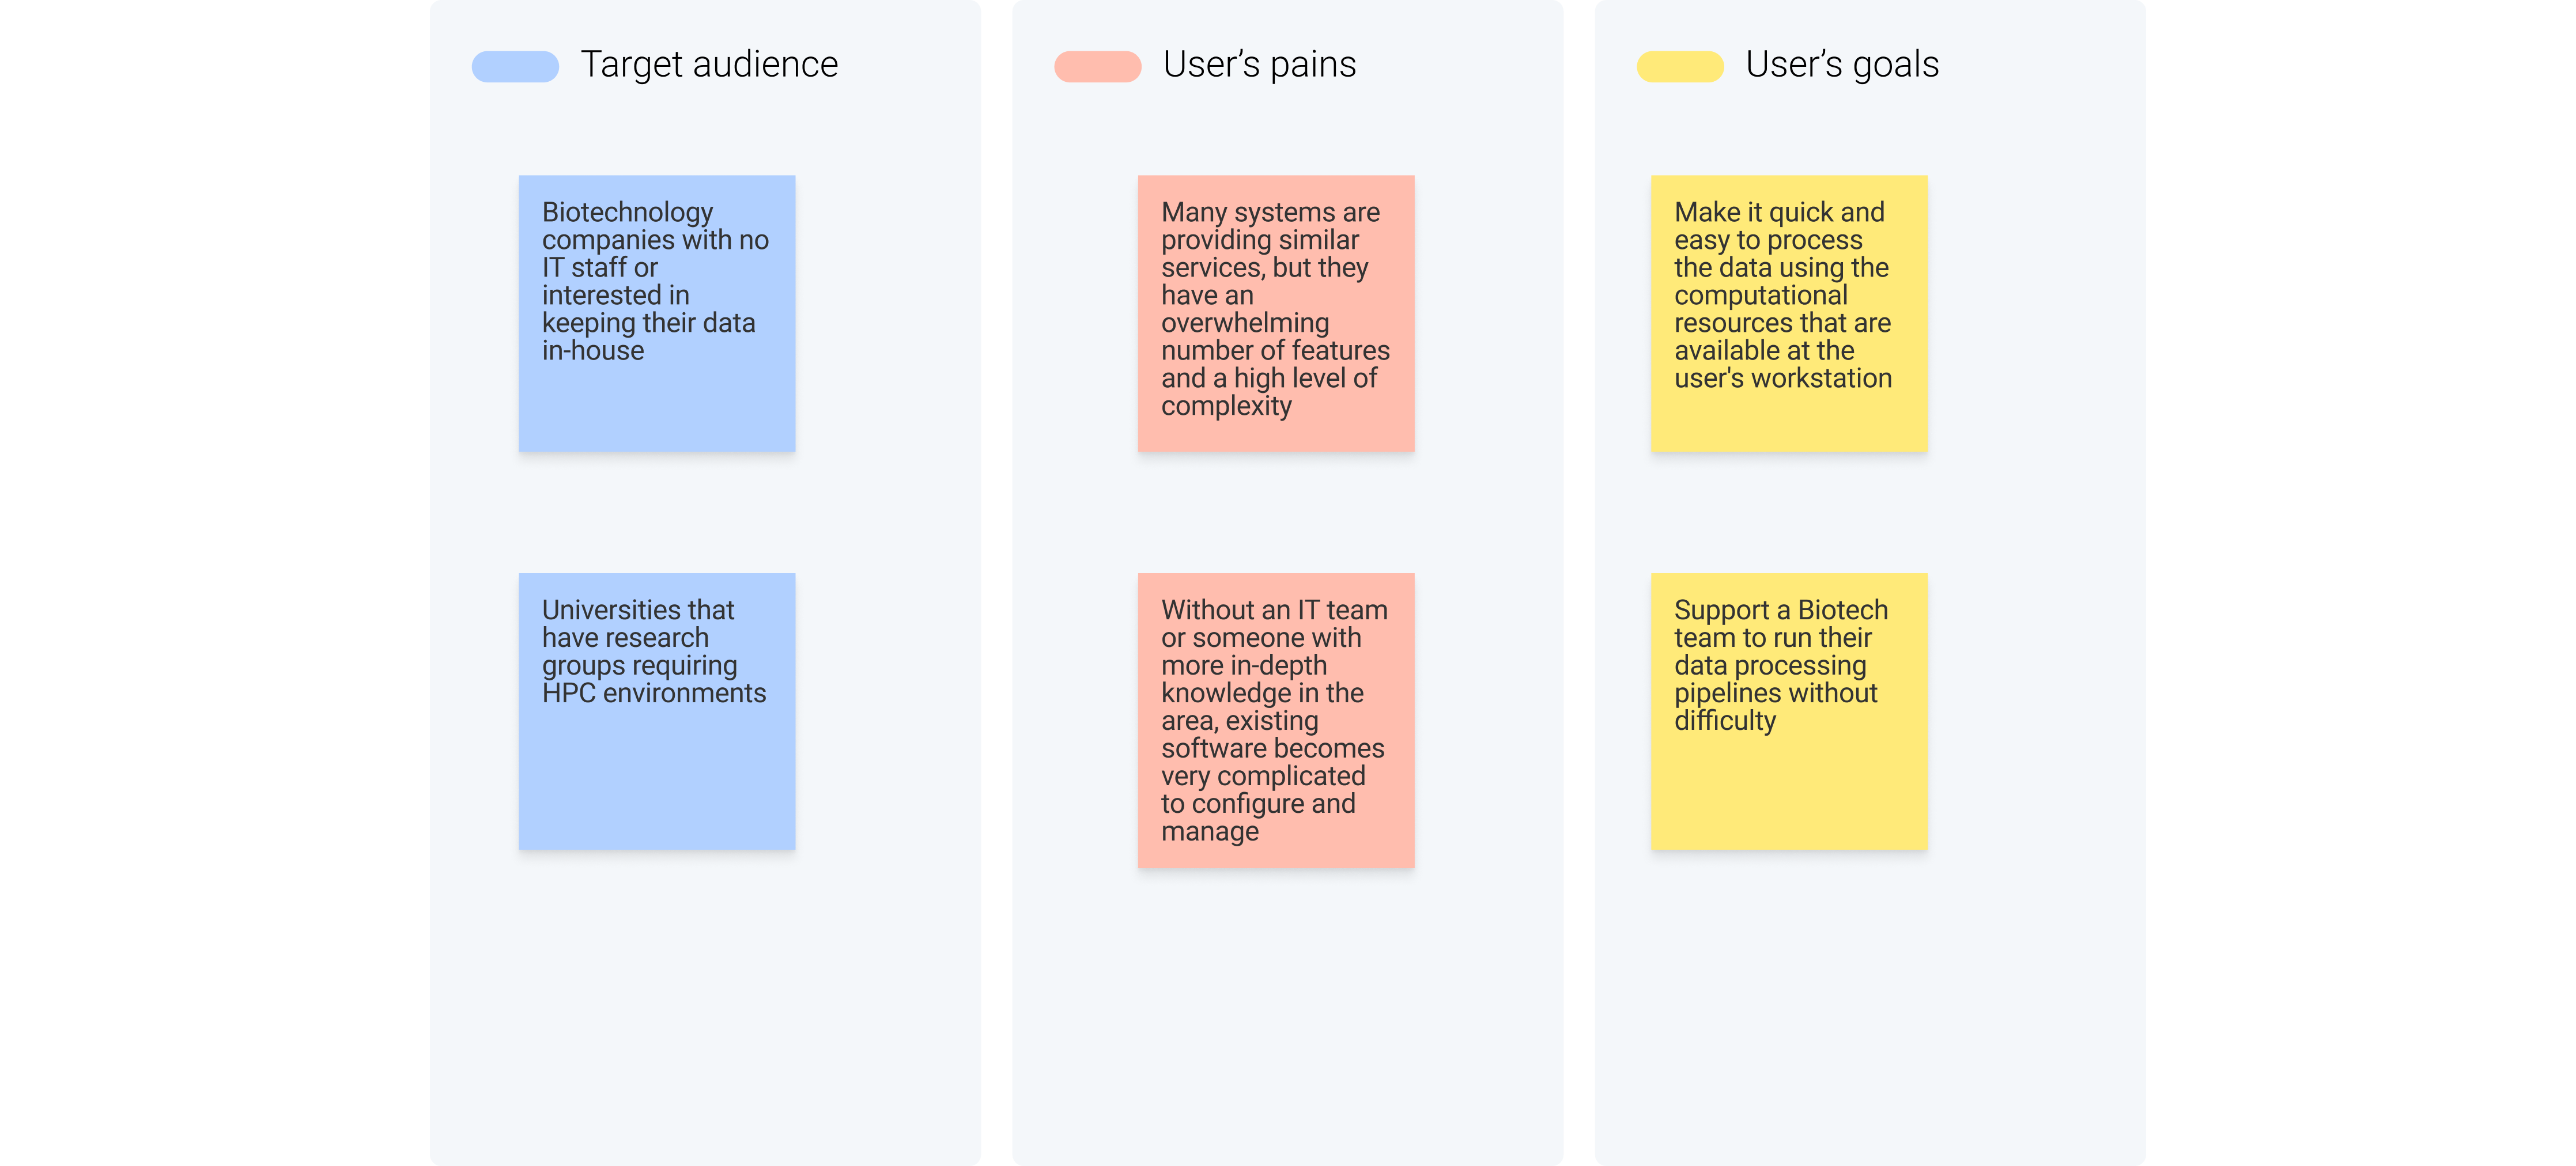 Target audience
Biotechnology
companies with no
IT staff or
interested in
keeping their data
in-house
Universities that
have research
groups requiring
HPC environments
User’s pains
Many systems are
providing similar
services, but they
have an
overwhelming
number of features
and a high level of
complexity
Without an IT team
or someone with
more in-depth
knowledge in the
area, existing
software becomes
very complicated
to configure and
manage
User’s goals
Make it quick and
easy to process
the data using the
computational
resources that are
available at the
user's workstation
Support a Biotech
team to run their
data processing
pipelines without
difficulty